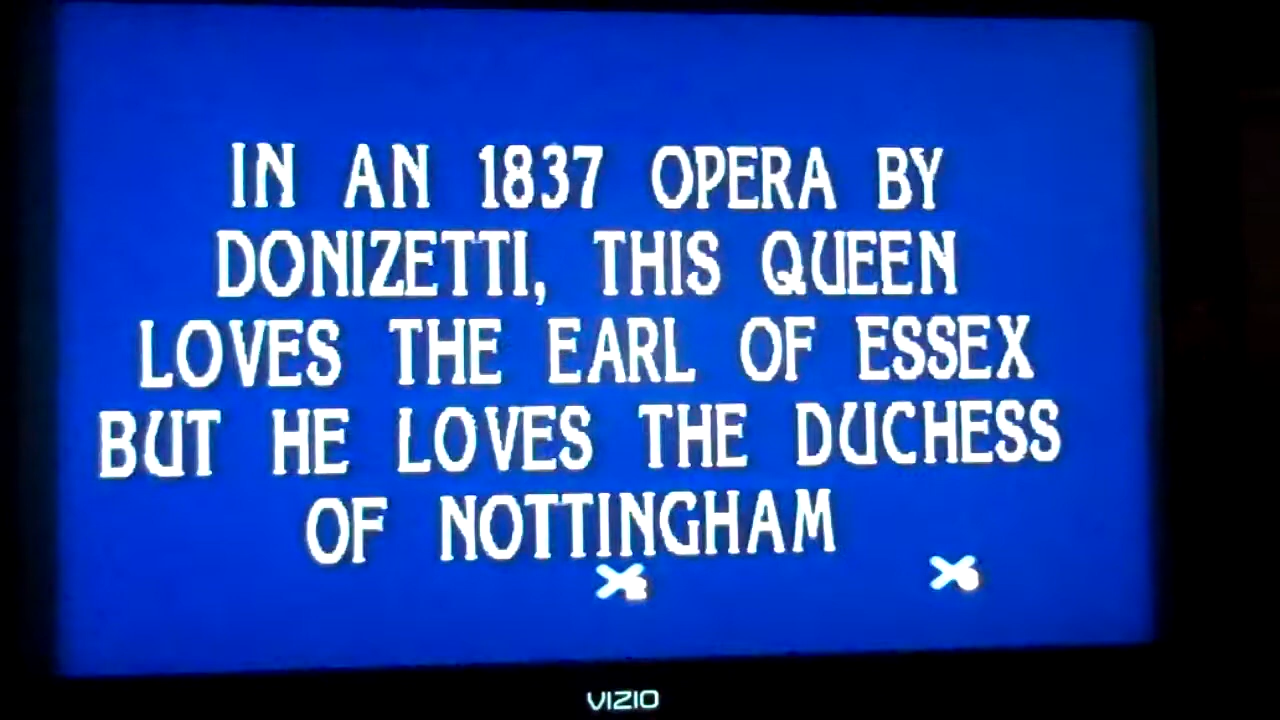 IN AN 1837 OPERA BY
DONIZETTI, THIS QUEEN
LOVES THE EARL OF ESSEX
BUT HE LOVES THE DUCHESS
OF NOTTINGHAM
VIZIO